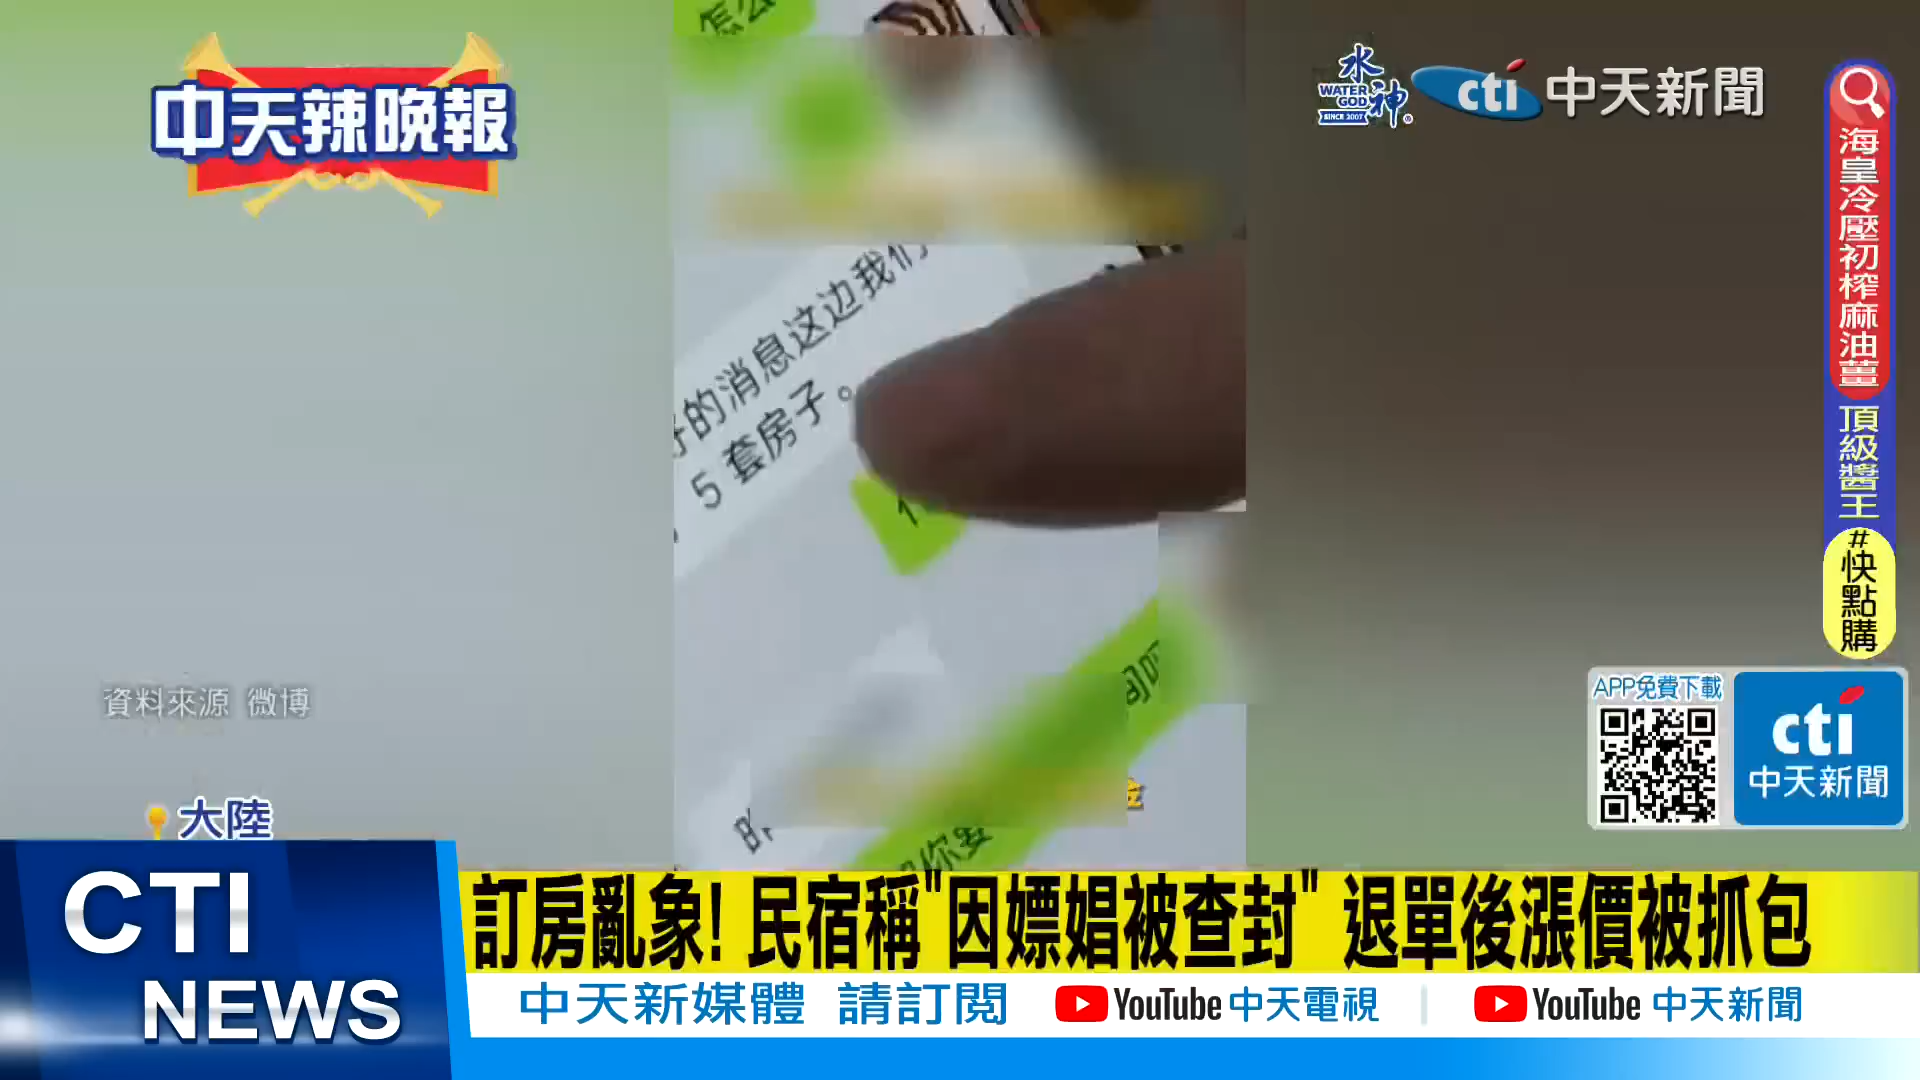 中天辣晚報
怎么
水神
WATER GOD
SINCE 2007
cti 中天新聞
海皇冷壓初榨麻油薑 頂級醬王 #快點購
的消息这边我们
5 套房子。
資料來源 微博
大陸
APP免費下載
cti
中天新聞
你要
金
CTI NEWS
訂房亂象! 民宿稱"因嫖娼被查封" 退單後漲價被抓包
中天新媒體 請訂閱 YouTube 中天電視 | YouTube 中天新聞